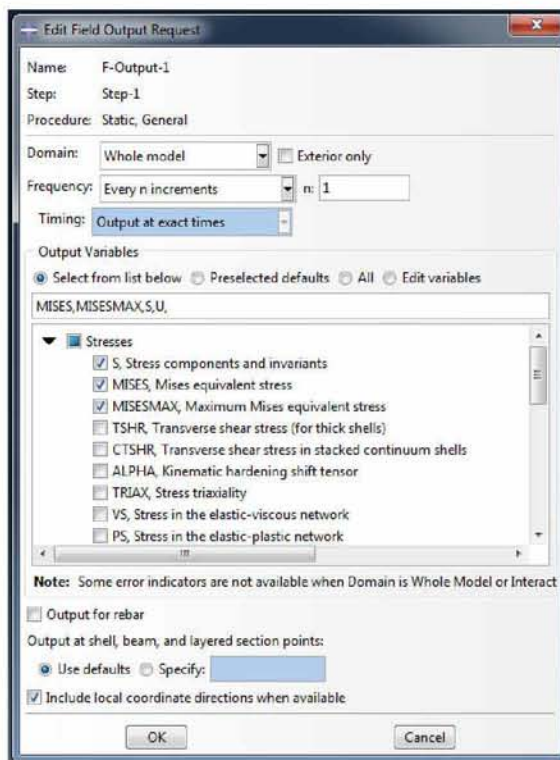 Edit Field Output Request
Name: F-Output-1
Step: Step-1
Procedure: Static, General
Domain: Whole model Exterior only
Frequency: Every n increments n: 1
Timing: Output at exact times
Output Variables
Select from list below Preselected defaults All Edit variables
MISES,MISESMAX,S,U,
Stresses
S, Stress components and invariants
MISES, Mises equivalent stress
MISESMAX, Maximum Mises equivalent stress
TSHR, Transverse shear stress (for thick shells)
CTSHR, Transverse shear stress in stacked continuum shells
ALPHA, Kinematic hardening shift tensor
TRIAX, Stress triaxiality
VS, Stress in the elastic-viscous network
PS, Stress in the elastic-plastic network
Note: Some error indicators are not available when Domain is Whole Model or Interact
Output for rebar
Output at shell, beam, and layered section points:
Use defaults Specify:
Include local coordinate directions when available
OK Cancel